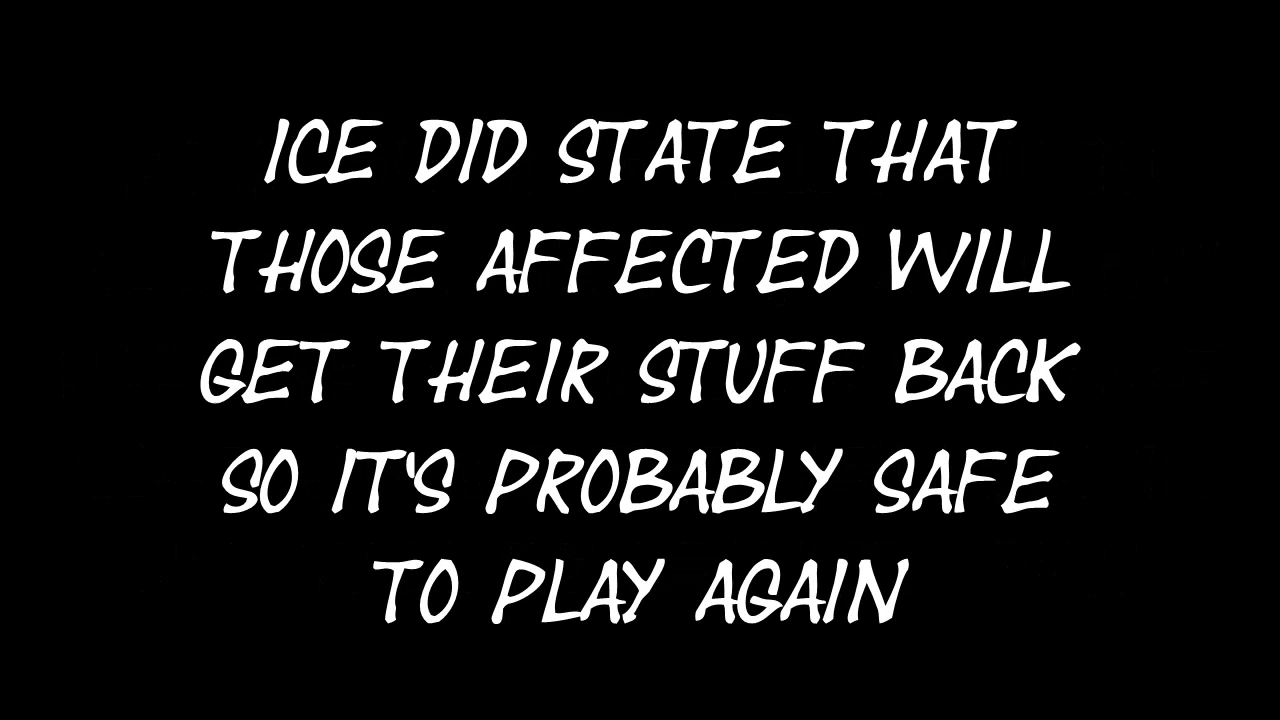 ICE DID STATE THAT
THOSE AFFECTED WILL
GET THEIR STUFF BACK
SO IT'S PROBABLY SAFE
TO PLAY AGAIN